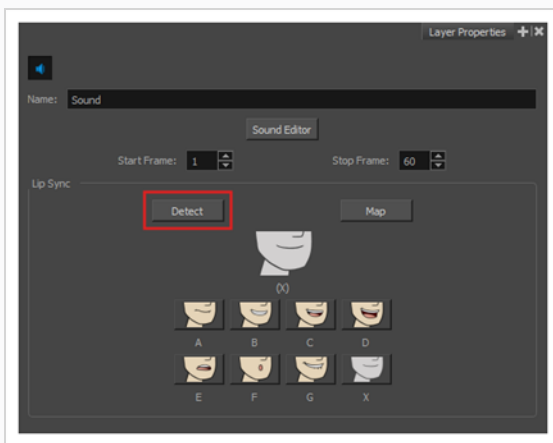 Layer Properties
Name: Sound
Sound Editor
Start Frame: 1 Stop Frame: 60
Lip Sync
Detect Map
(X)
A B C D
E F G X